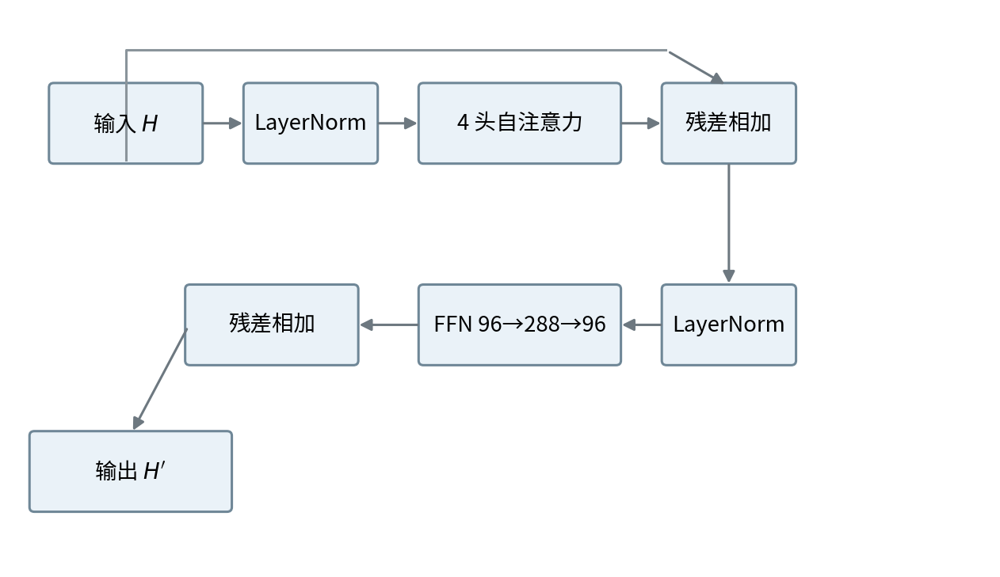 输入 H
LayerNorm
4 头自注意力
残差相加
LayerNorm
FFN 96→288→96
残差相加
输出 H′